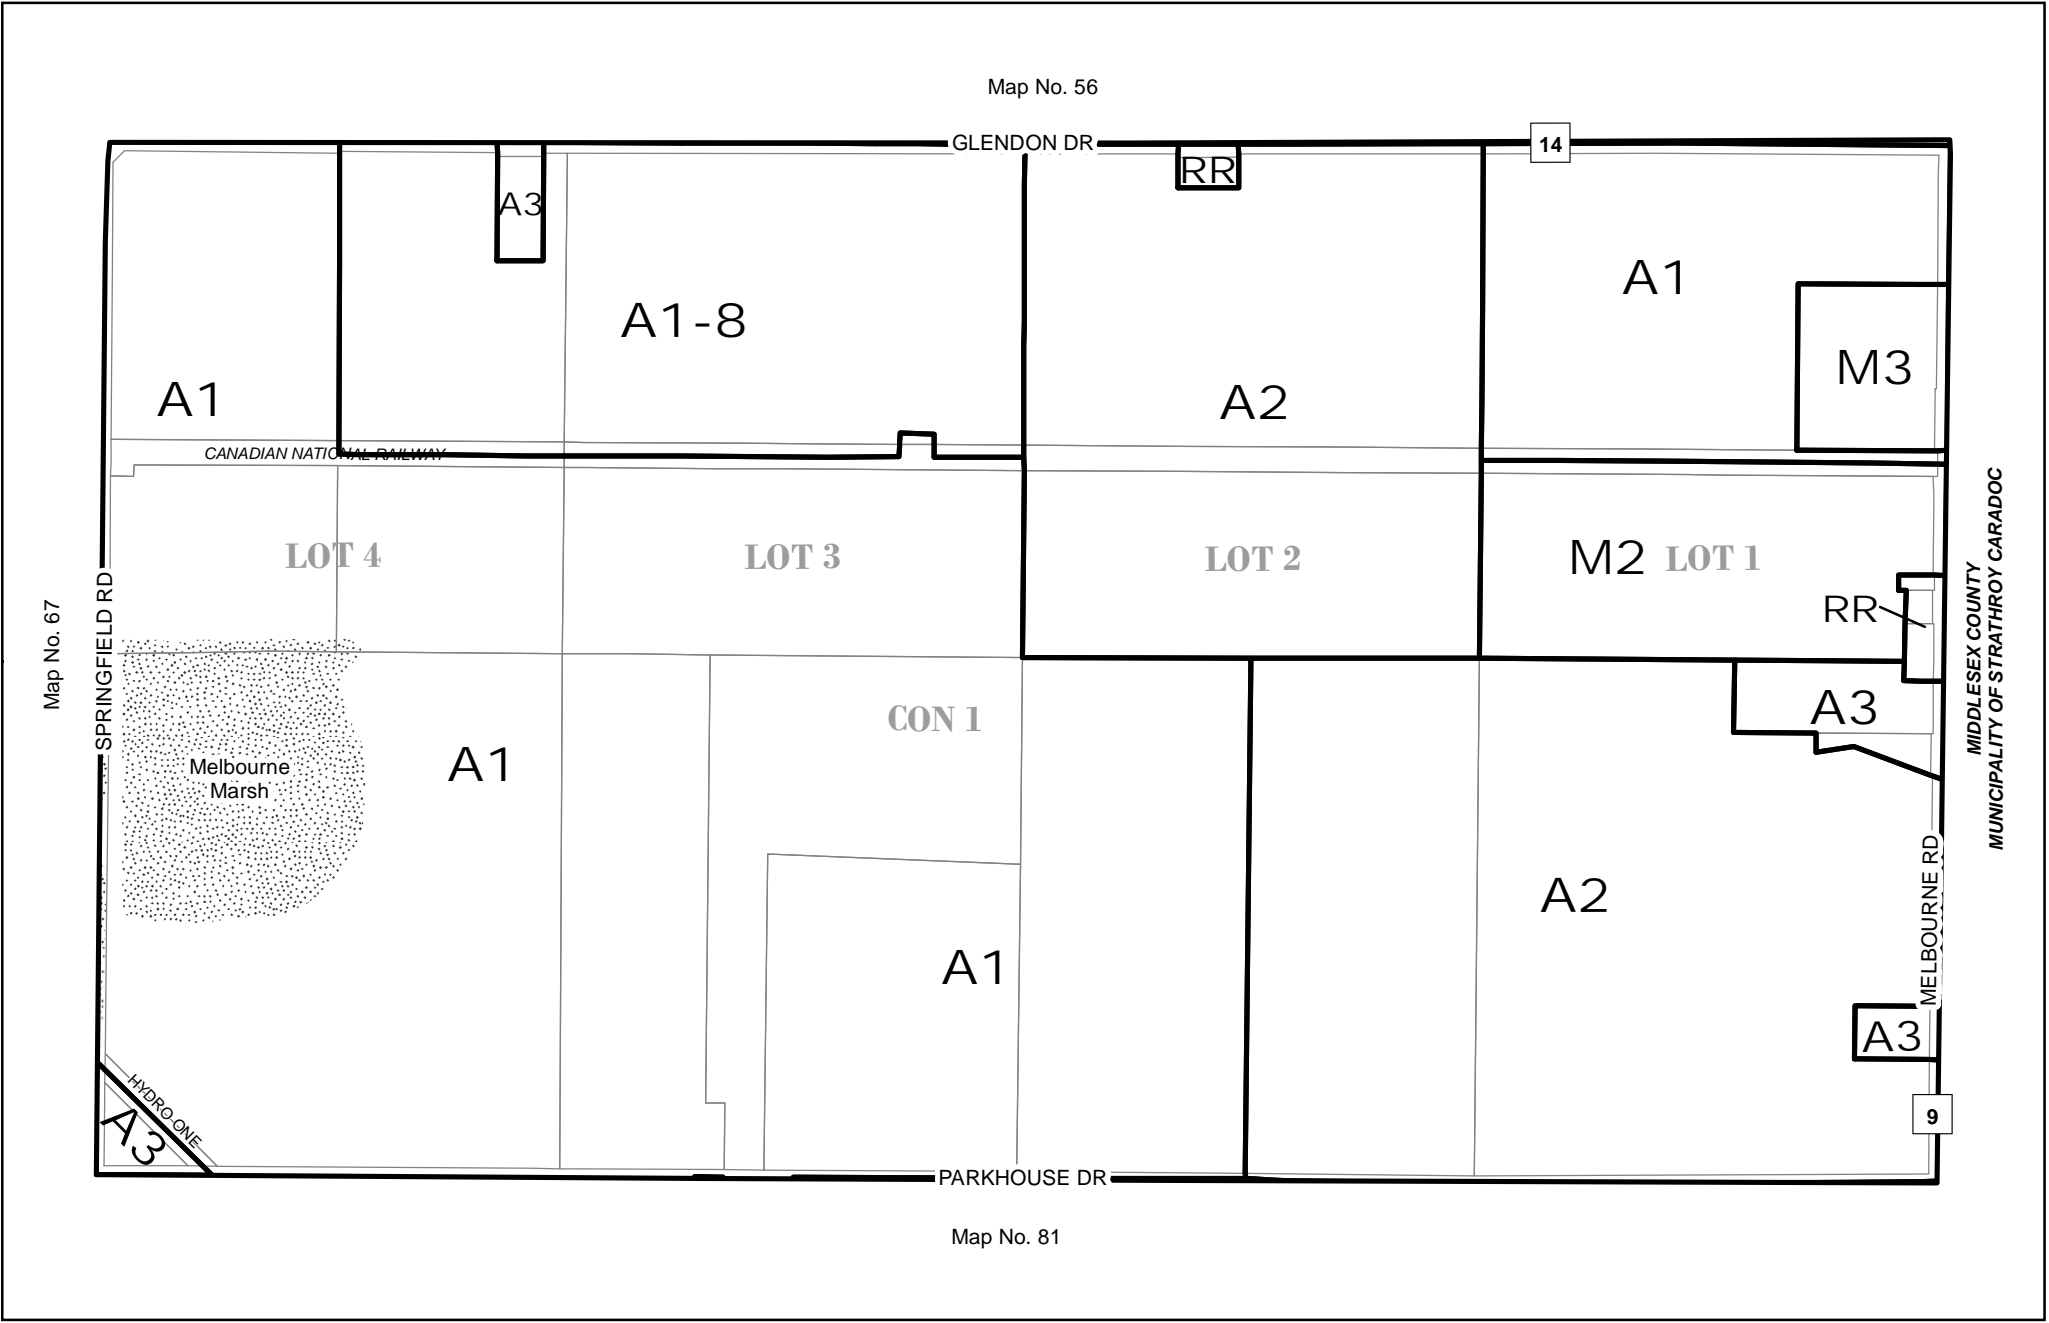 Map No. 56
GLENDON DR
14
RR
A3
A1
A1-8
M3
A1
A2
CANADIAN NATIONAL RAILWAY
LOT 4
LOT 3
LOT 2
M2
LOT 1
RR
MIDDLESEX COUNTY
MUNICIPALITY OF STRATHROY CARADOC
Map No. 67
SPRINGFIELD RD
CON 1
A3
A1
Melbourne
Marsh
A2
MELBOURNE RD
A1
A3
HYDRO ONE
A3
9
PARKHOUSE DR
Map No. 81